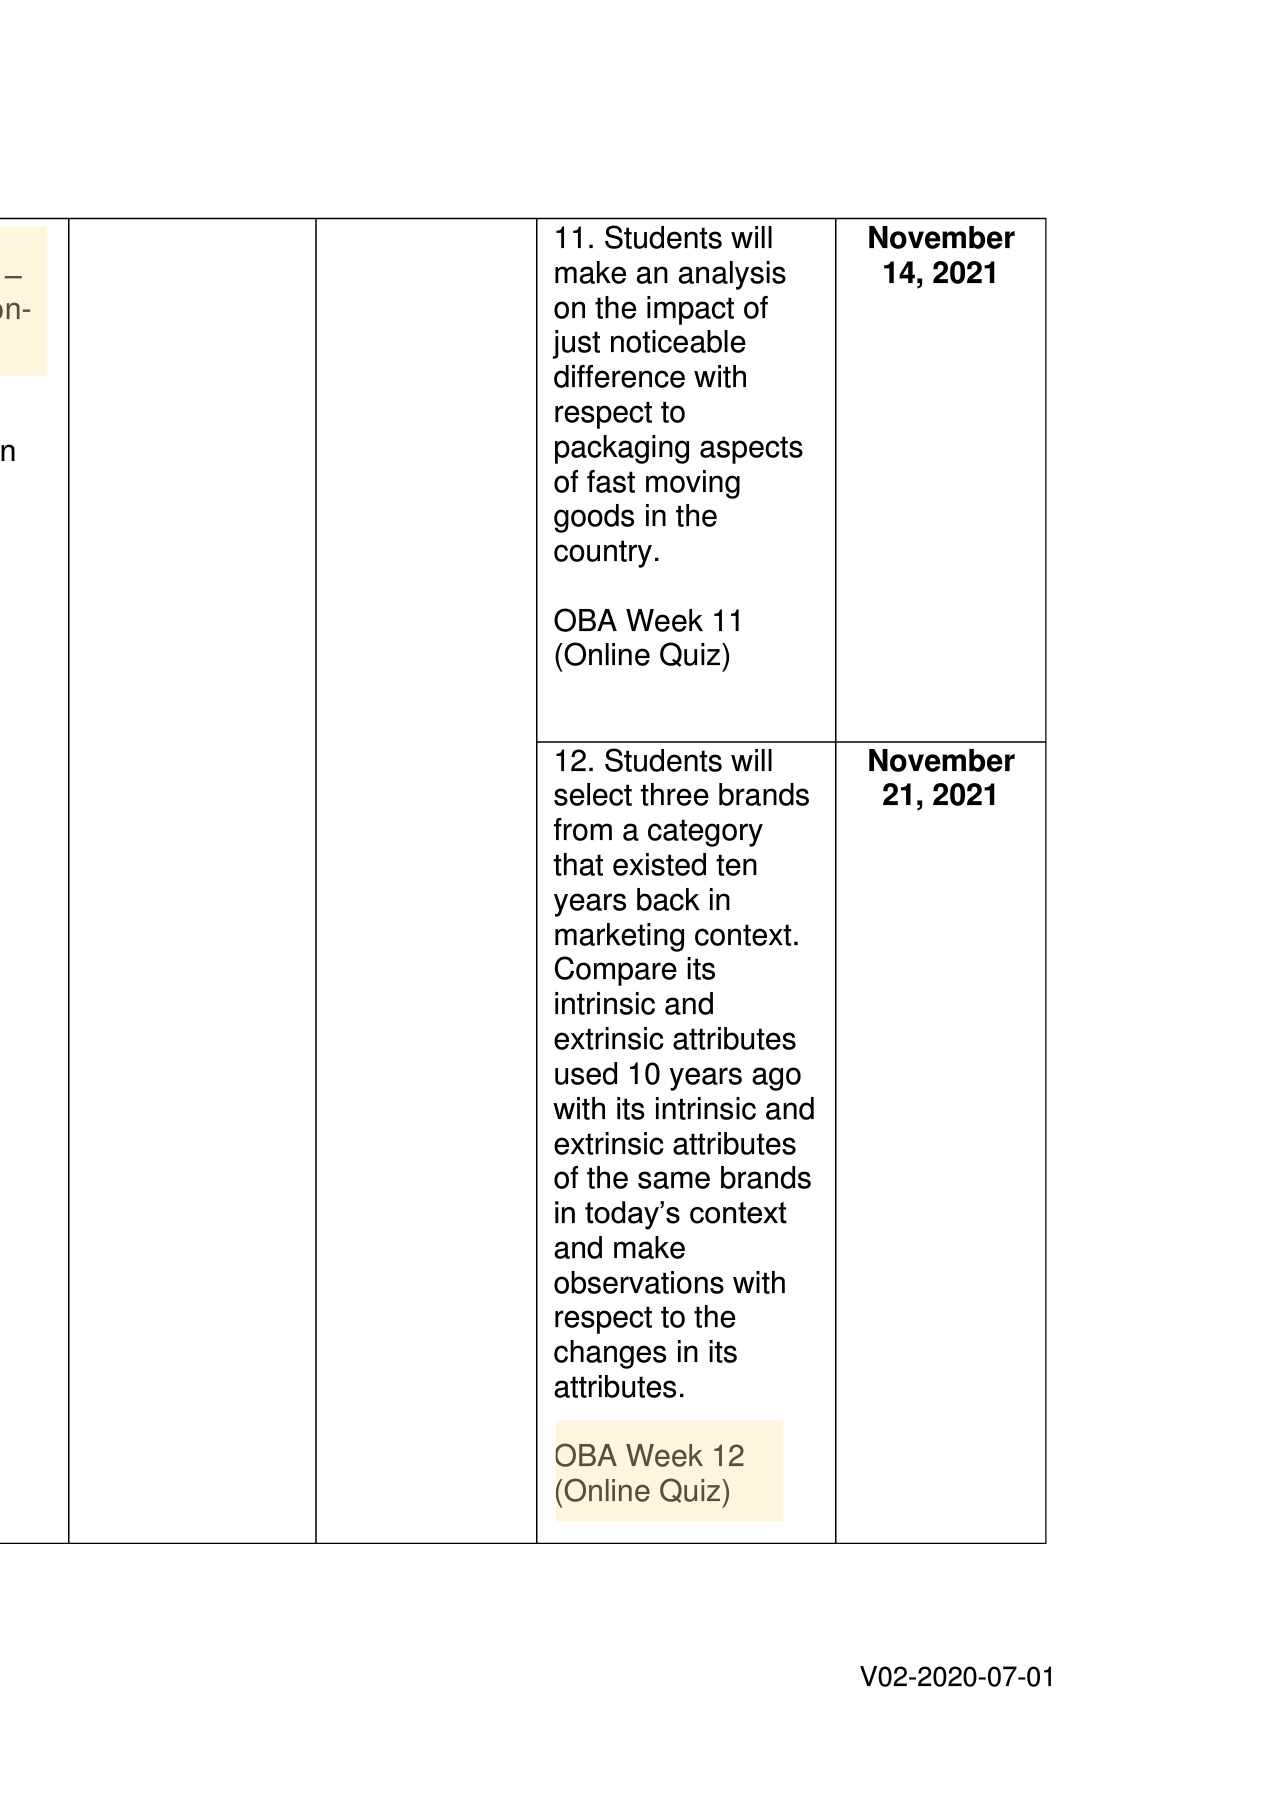 –
on-
n
11. Students will
make an analysis
on the impact of
just noticeable
difference with
respect to
packaging aspects
of fast moving
goods in the
country.
OBA Week 11
(Online Quiz)
November
14, 2021
12. Students will
select three brands
from a category
that existed ten
years back in
marketing context.
Compare its
intrinsic and
extrinsic attributes
used 10 years ago
with its intrinsic and
extrinsic attributes
of the same brands
in today’s context
and make
observations with
respect to the
changes in its
attributes.
OBA Week 12
(Online Quiz)
November
21, 2021
V02-2020-07-01